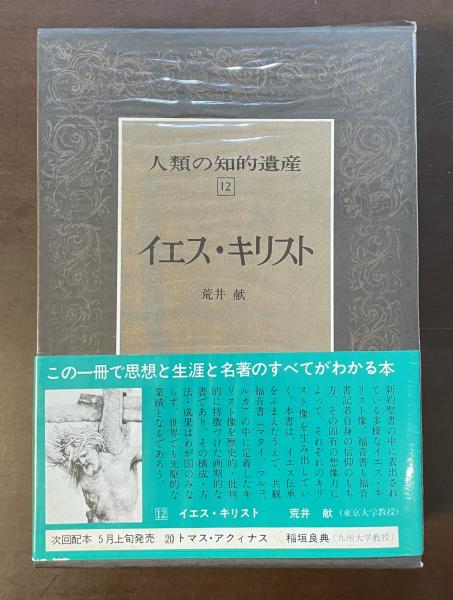 人類の知的遺産
12
イエス・キリスト
荒井 献
この一冊で思想と生涯と名著のすべてがわかる本
新約聖書の中に表出され
ている多様なイエス・キ
リスト像。福音書も福音
書記者自身の信仰のもち
方、その固有の想像力に
よって、それぞれのキリ
スト像を生み出してい
く。本書は、イエス伝承
をふまえたうえで、共観
福音書(マタイ、マルコ、
ルカ)の中に定着したキ
リスト像を歴史的・批判
的に特徴づけた画期的な
書であり、その構成・方
法・成果はわが国のみな
らず、世界でも先駆的な
業績となるであろう。
12 イエス・キリスト 荒井 献(東京大学教授)
次回配本 5月上旬発売 20トマス・アクィナス 稲垣良典(九州大学教授)